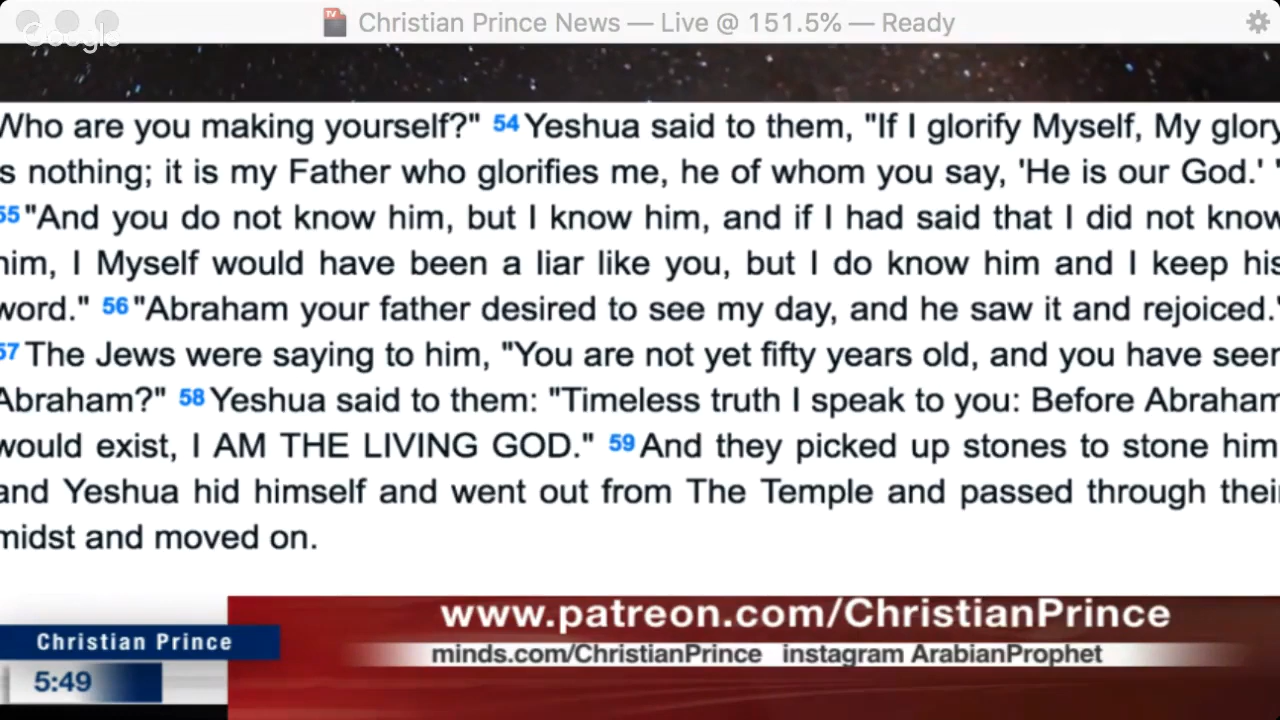 Christian Prince News — Live @ 151.5% — Ready
Google
Who are you making yourself?" 54 Yeshua said to them, "If I glorify Myself, My glory
is nothing; it is my Father who glorifies me, he of whom you say, 'He is our God.' "
55 "And you do not know him, but I know him, and if I had said that I did not know
him, I Myself would have been a liar like you, but I do know him and I keep his
word." 56 "Abraham your father desired to see my day, and he saw it and rejoiced."
57 The Jews were saying to him, "You are not yet fifty years old, and you have seen
Abraham?" 58 Yeshua said to them: "Timeless truth I speak to you: Before Abraham
would exist, I AM THE LIVING GOD." 59 And they picked up stones to stone him
and Yeshua hid himself and went out from The Temple and passed through their
midst and moved on.
www.patreon.com/ChristianPrince
Christian Prince
minds.com/ChristianPrince instagram ArabianProphet
5:49